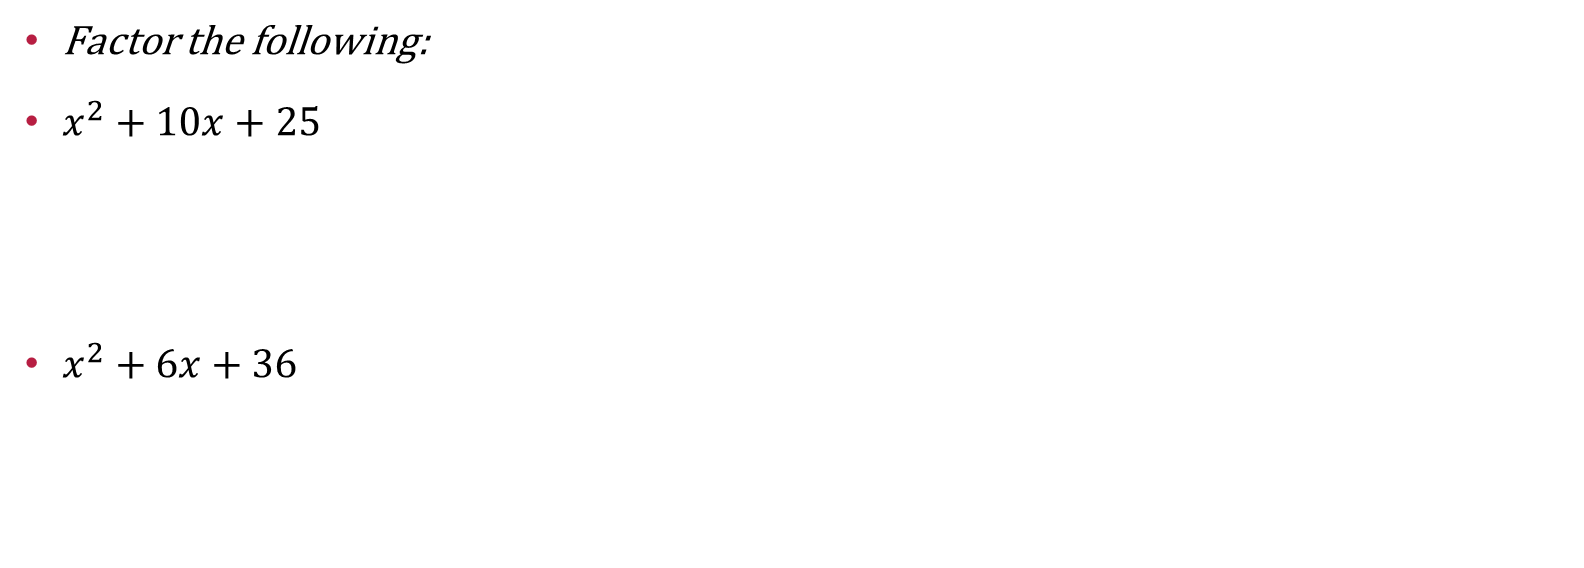 • Factor the following:
• x² + 10x + 25
• x² + 6x + 36